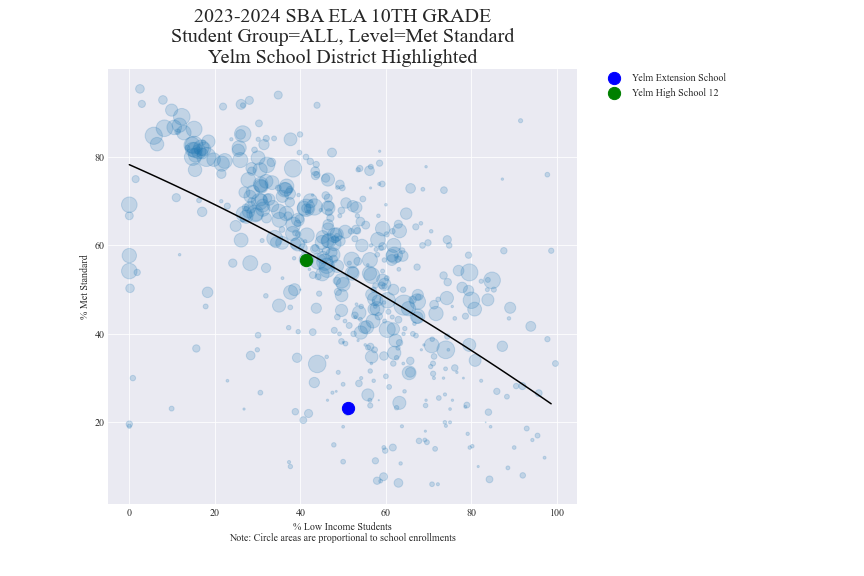 2023-2024 SBA ELA 10TH GRADE
Student Group=ALL, Level=Met Standard
Yelm School District Highlighted
Yelm Extension School
Yelm High School 12
% Met Standard
80
60
40
20
0 20 40 60 80 100
% Low Income Students
Note: Circle areas are proportional to school enrollments